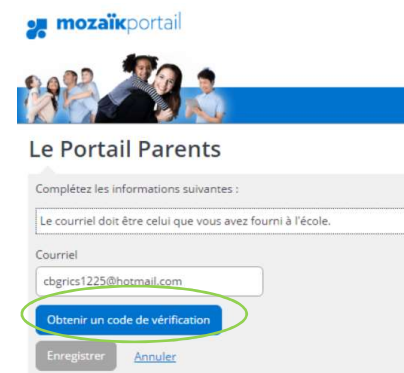 mozaïkportail
Le Portail Parents
Complétez les informations suivantes :
Le courriel doit être celui que vous avez fourni à l'école.
Courriel
cbgrics1225@hotmail.com
Obtenir un code de vérification
Enregistrer Annuler